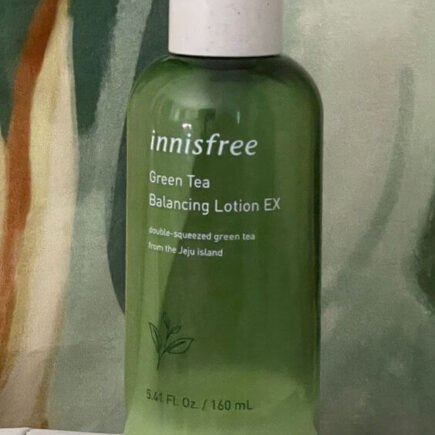 innisfree
Green Tea
Balancing Lotion EX
double-squeezed green tea
from the Jeju island
5.41 Fl. Oz. / 160 mL